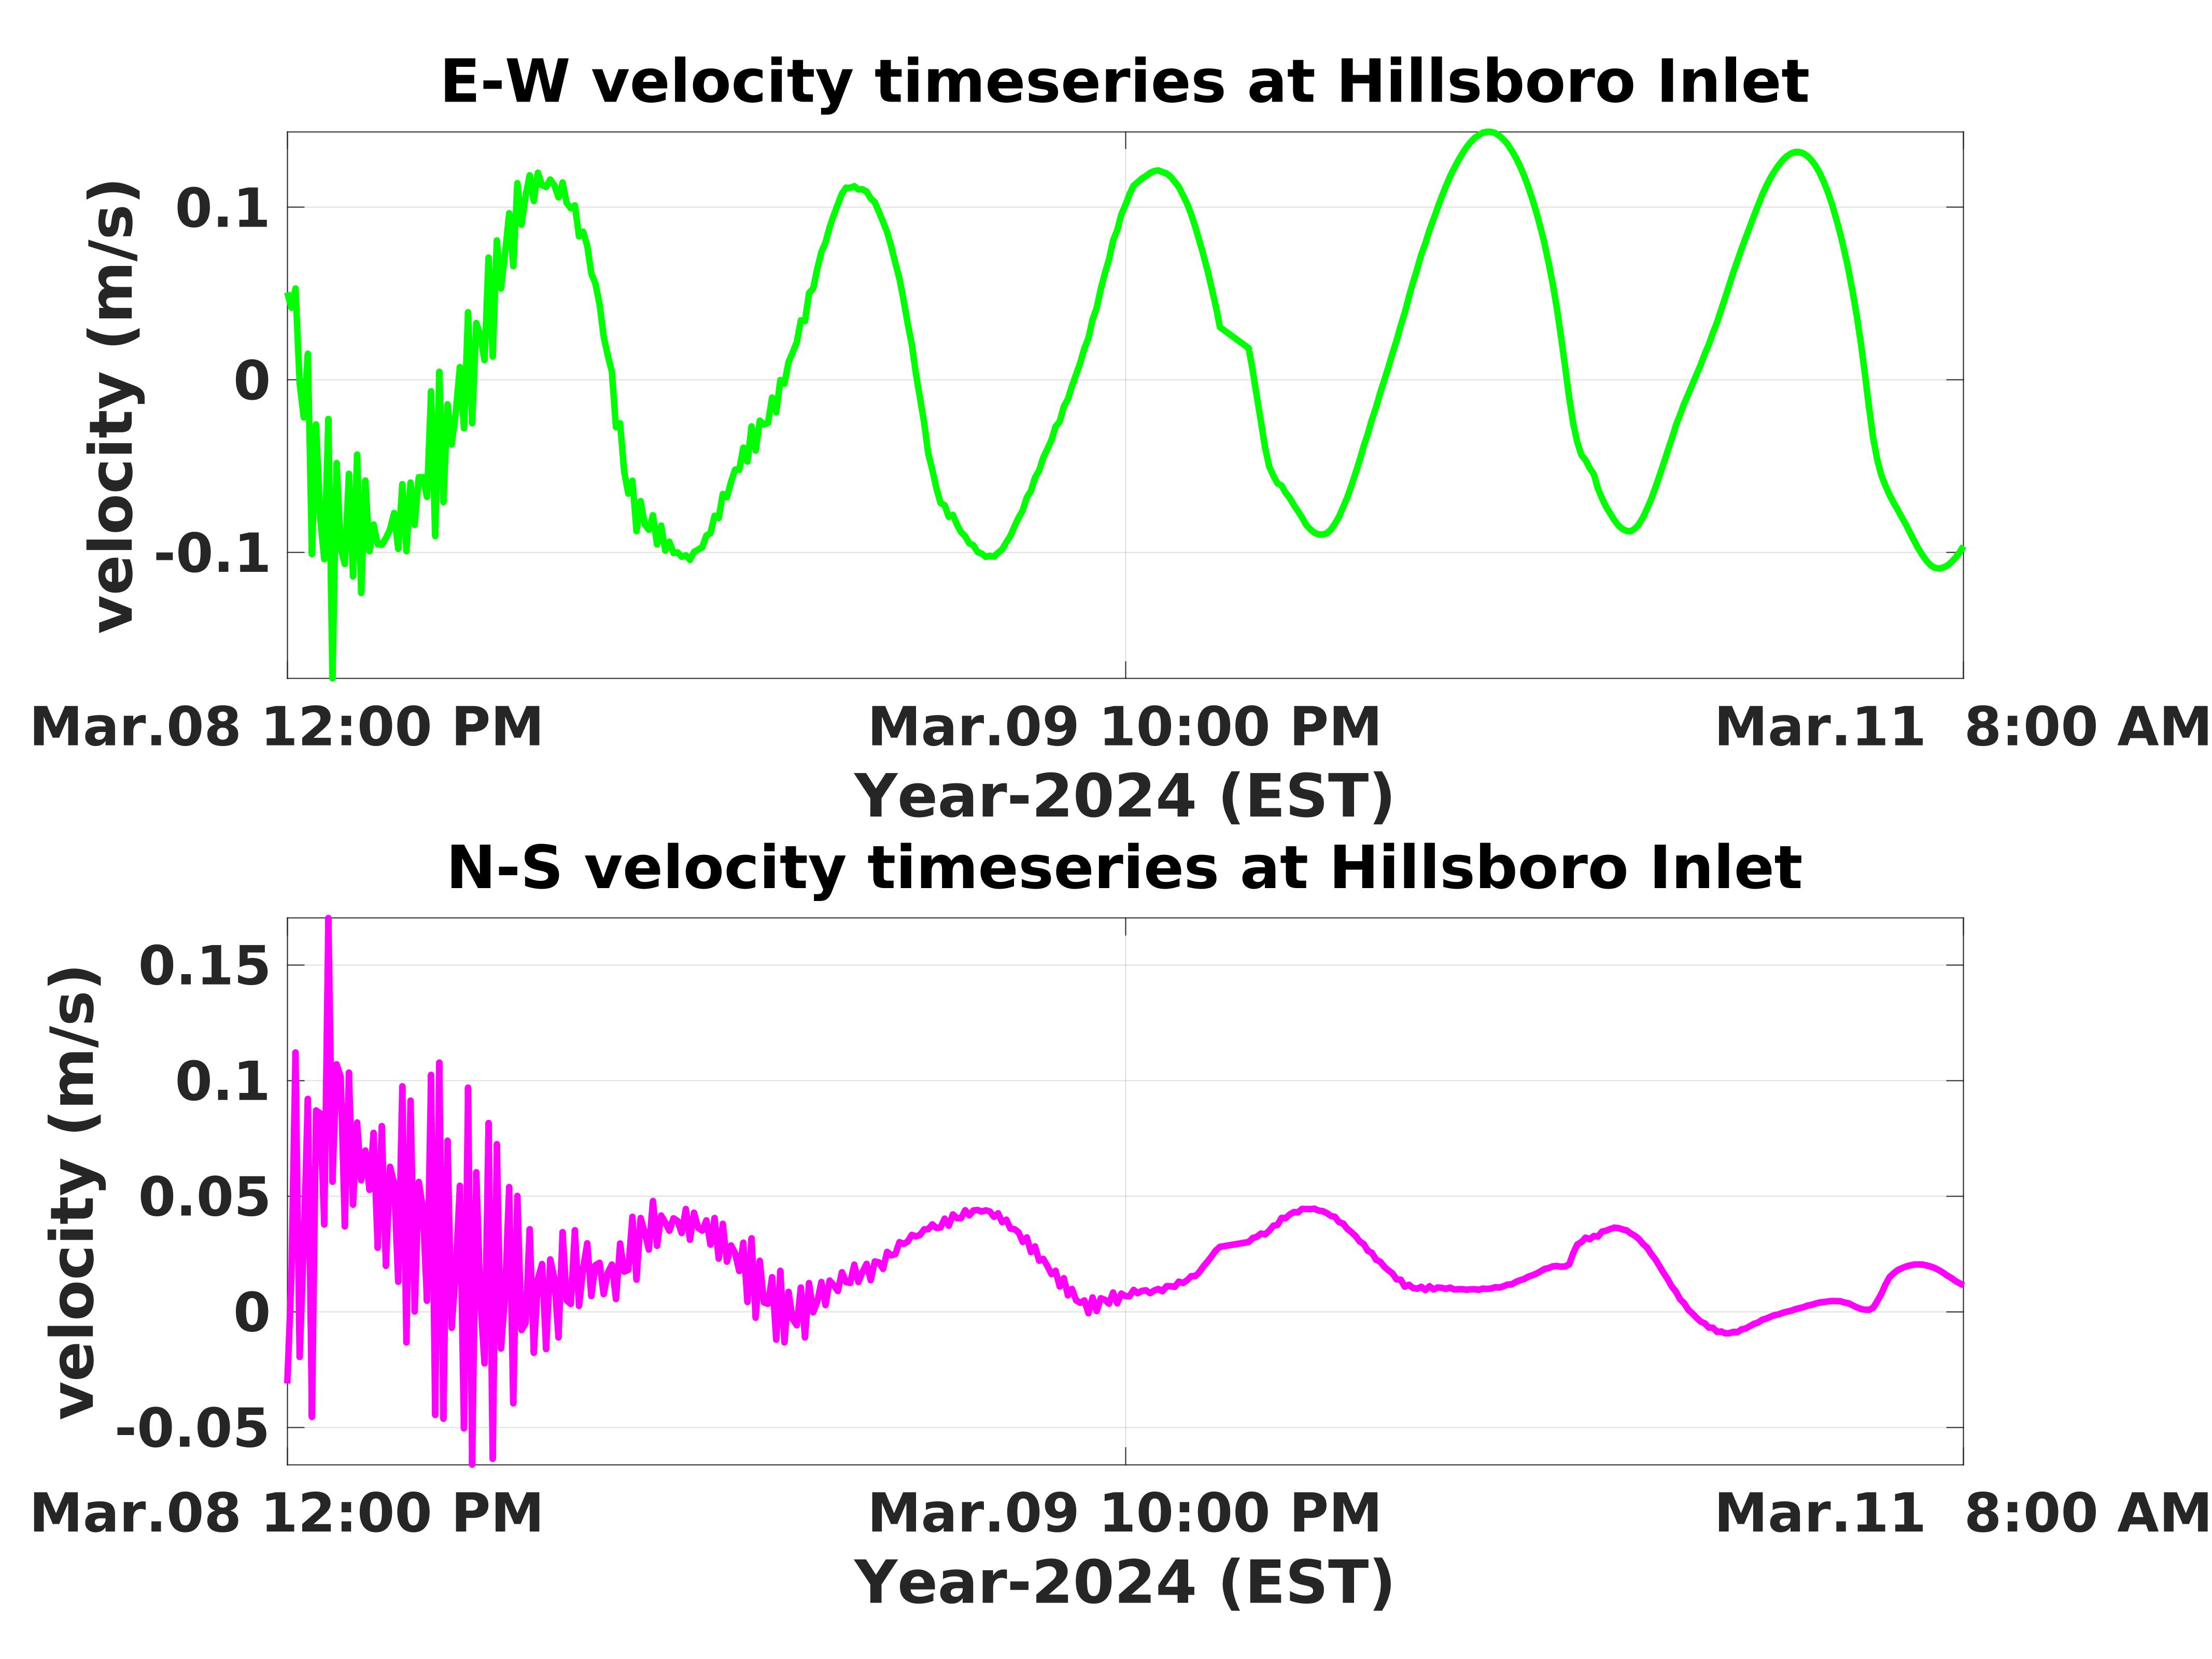 E-W velocity timeseries at Hillsboro Inlet
velocity (m/s)
0.1
0
-0.1
Mar.08 12:00 PM
Mar.09 10:00 PM
Mar.11  8:00 AM
Year-2024 (EST)
N-S velocity timeseries at Hillsboro Inlet
velocity (m/s)
0.15
0.1
0.05
0
-0.05
Mar.08 12:00 PM
Mar.09 10:00 PM
Mar.11  8:00 AM
Year-2024 (EST)